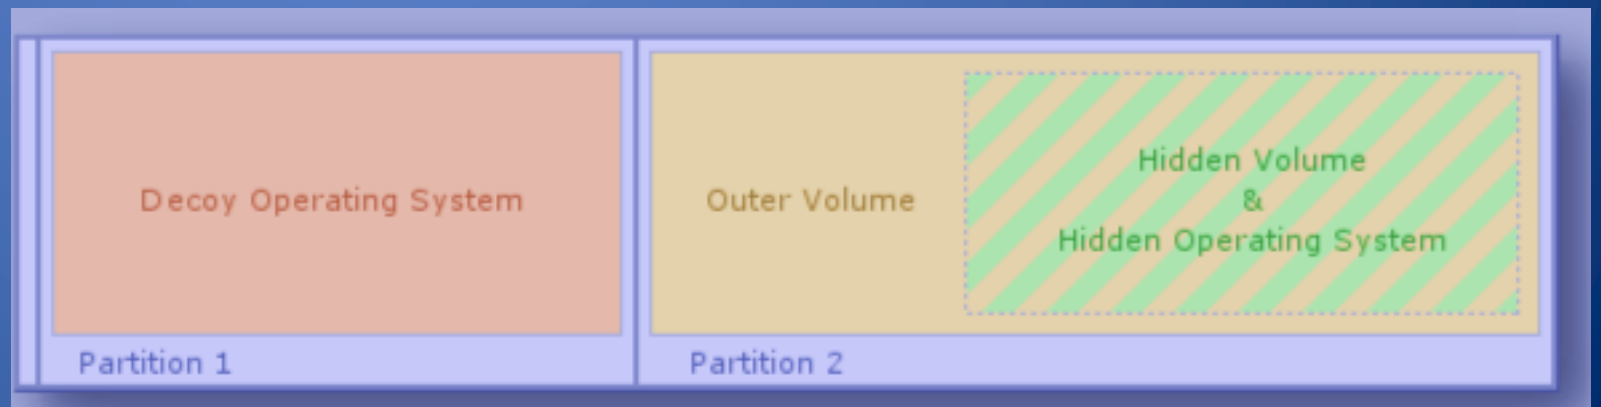 Decoy Operating System
Outer Volume
Hidden Volume
&
Hidden Operating System
Partition 1
Partition 2